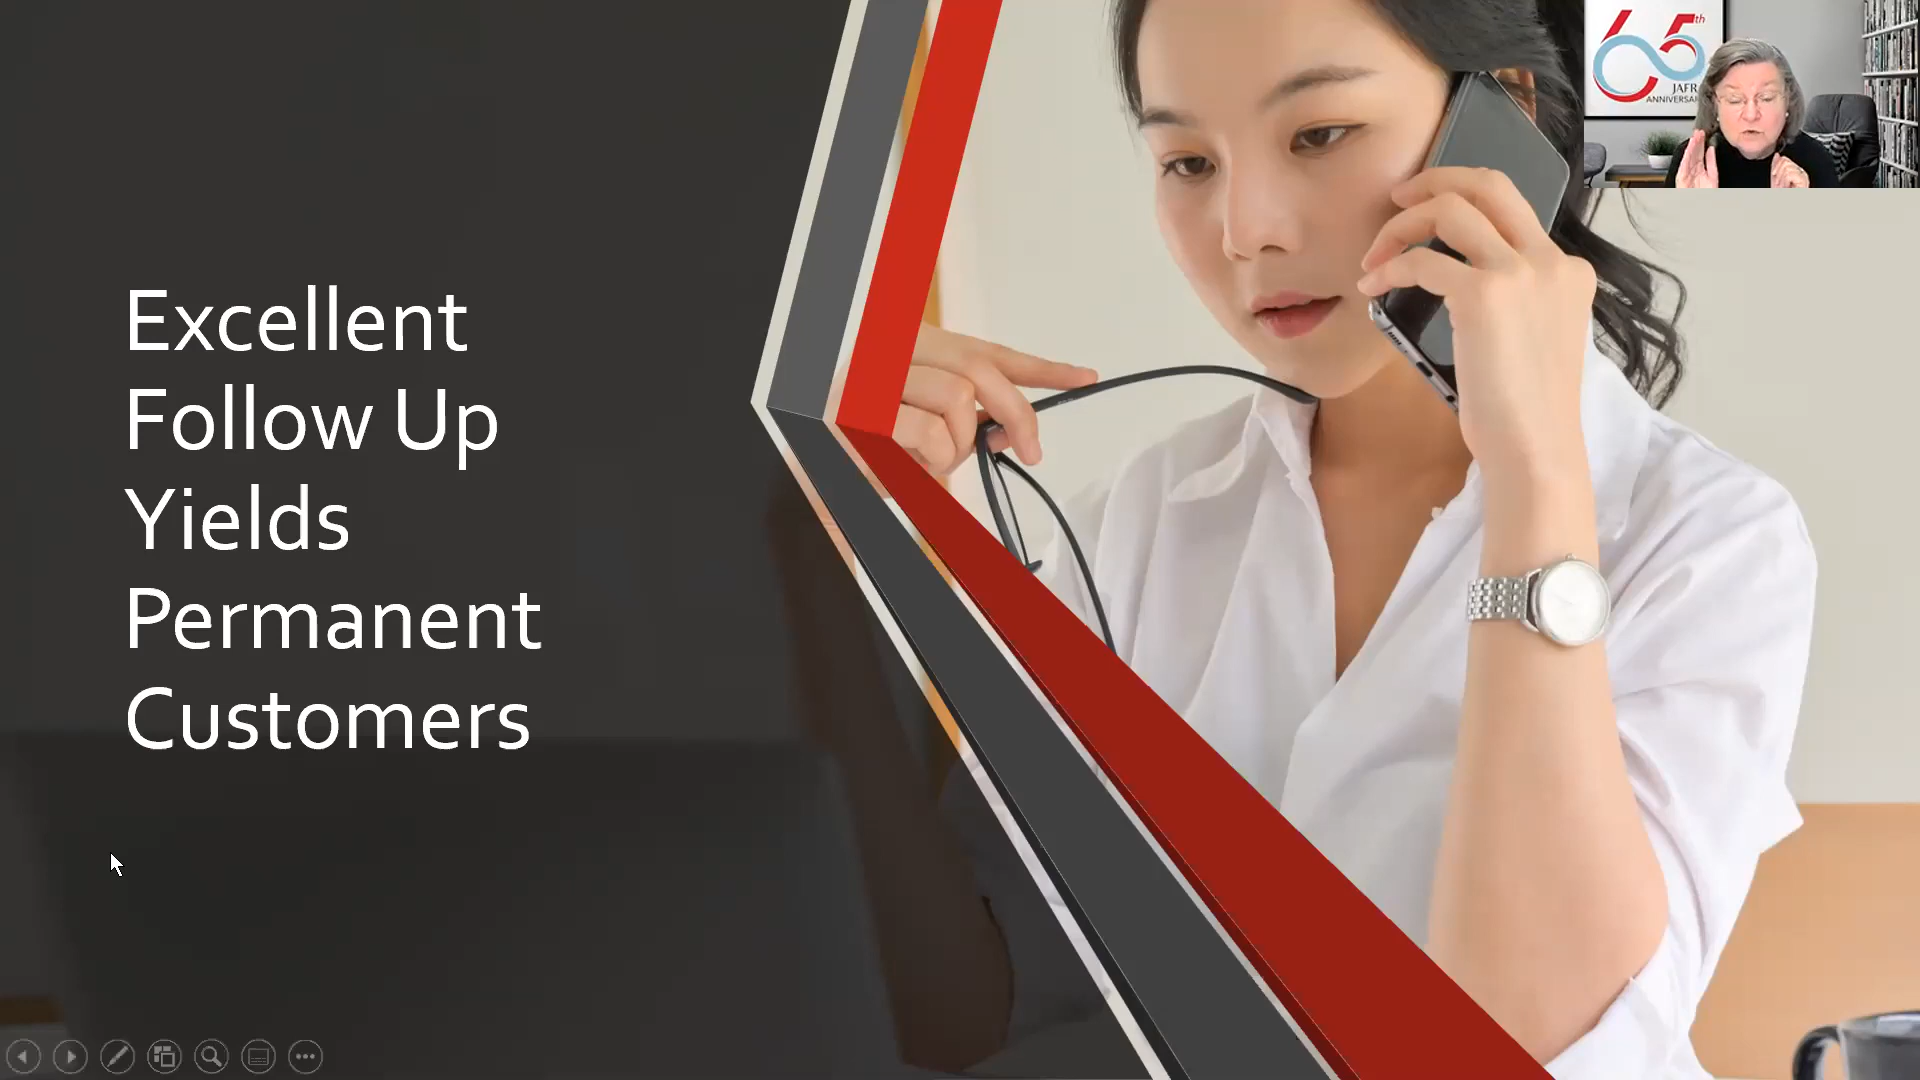 Excellent
Follow Up
Yields
Permanent
Customers
65th
JAFR
ANNIVERSA